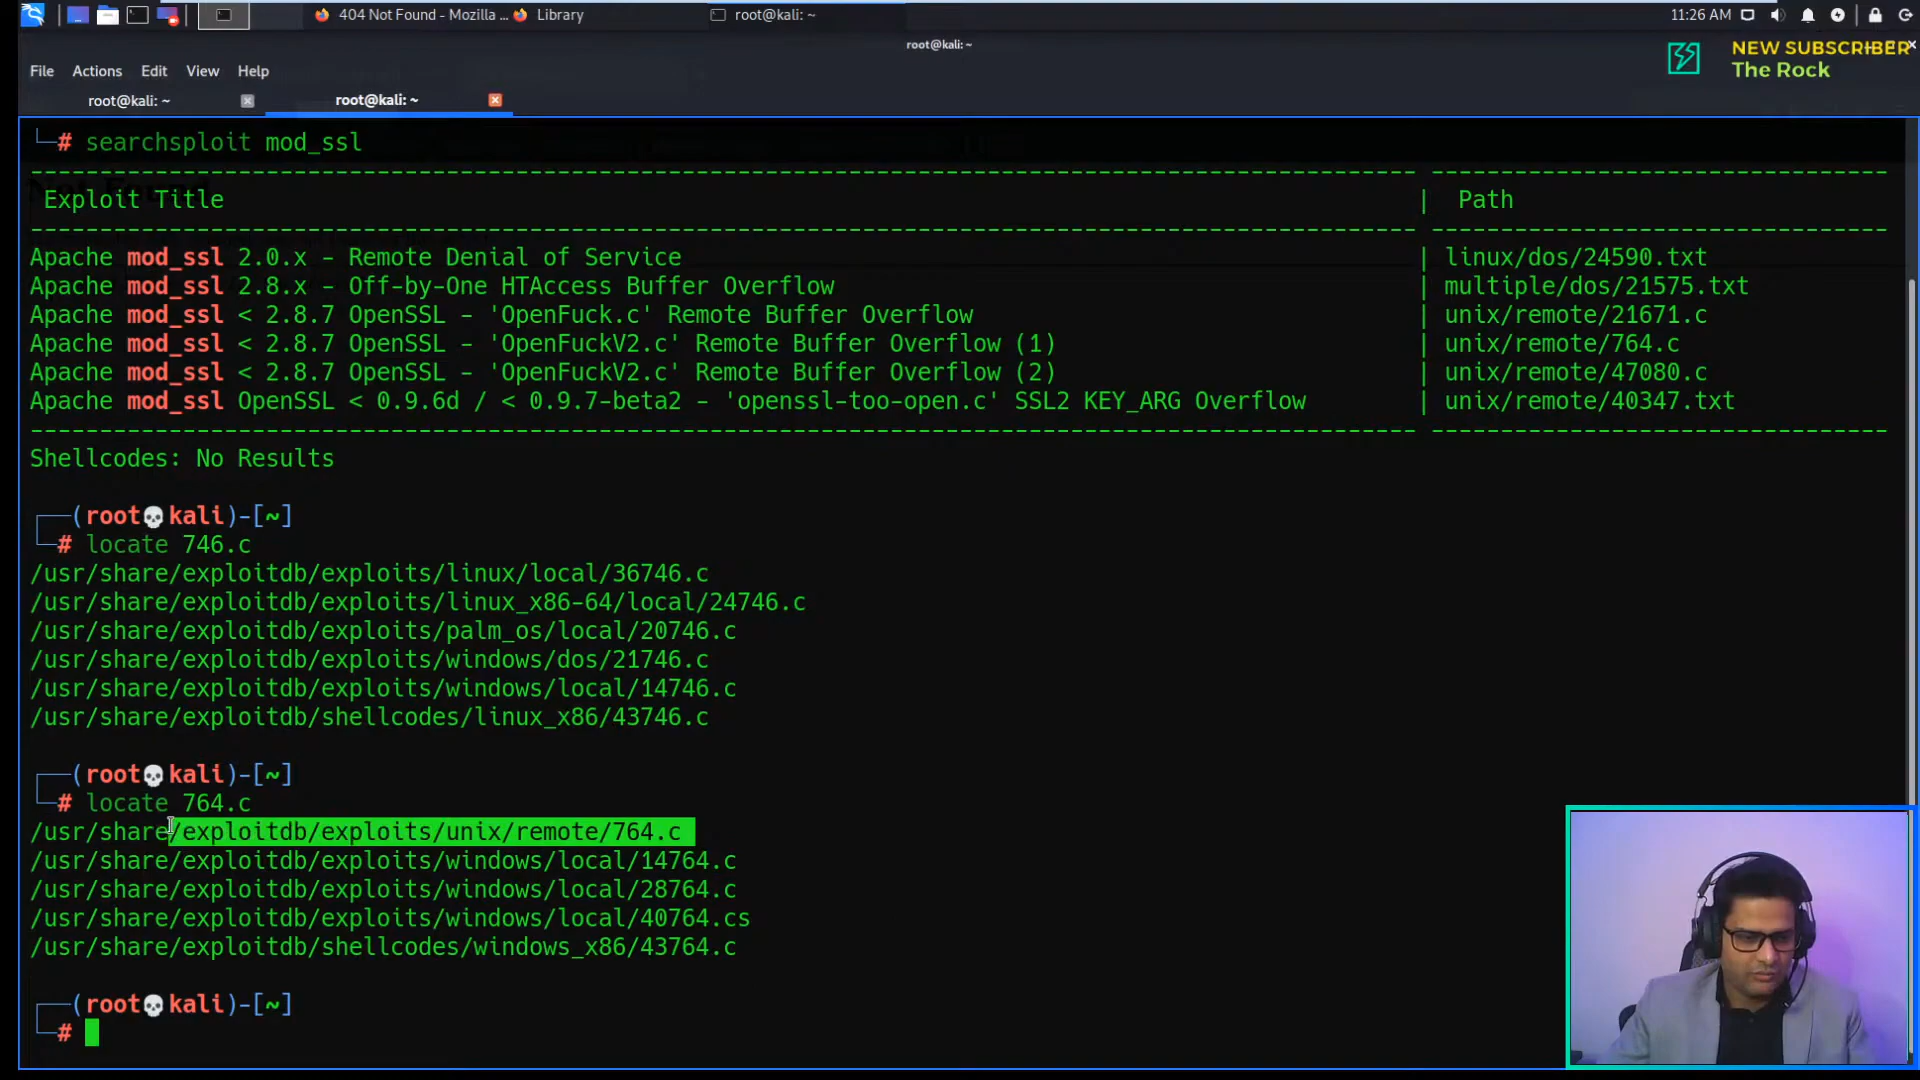 404 Not Found - Mozilla ...
Library
root@kali: ~
11:26 AM
root@kali: ~
NEW SUBSCRIBER
The Rock
File Actions Edit View Help
root@kali: ~
root@kali: ~
└─# searchsploit mod_ssl
Exploit Title | Path
Apache mod_ssl 2.0.x - Remote Denial of Service | linux/dos/24590.txt
Apache mod_ssl 2.8.x - Off-by-One HTAccess Buffer Overflow | multiple/dos/21575.txt
Apache mod_ssl < 2.8.7 OpenSSL - 'OpenFuck.c' Remote Buffer Overflow | unix/remote/21671.c
Apache mod_ssl < 2.8.7 OpenSSL - 'OpenFuckV2.c' Remote Buffer Overflow (1) | unix/remote/764.c
Apache mod_ssl < 2.8.7 OpenSSL - 'OpenFuckV2.c' Remote Buffer Overflow (2) | unix/remote/47080.c
Apache mod_ssl OpenSSL < 0.9.6d / < 0.9.7-beta2 - 'openssl-too-open.c' SSL2 KEY_ARG Overflow | unix/remote/40347.txt
Shellcodes: No Results
┌──(root💀kali)-[~]
└─# locate 746.c
/usr/share/exploitdb/exploits/linux/local/36746.c
/usr/share/exploitdb/exploits/linux_x86-64/local/24746.c
/usr/share/exploitdb/exploits/palm_os/local/20746.c
/usr/share/exploitdb/exploits/windows/dos/21746.c
/usr/share/exploitdb/exploits/windows/local/14746.c
/usr/share/exploitdb/shellcodes/linux_x86/43746.c
┌──(root💀kali)-[~]
└─# locate 764.c
/usr/share/exploitdb/exploits/unix/remote/764.c
/usr/share/exploitdb/exploits/windows/local/14764.c
/usr/share/exploitdb/exploits/windows/local/28764.c
/usr/share/exploitdb/exploits/windows/local/40764.cs
/usr/share/exploitdb/shellcodes/windows_x86/43764.c
┌──(root💀kali)-[~]
└─#